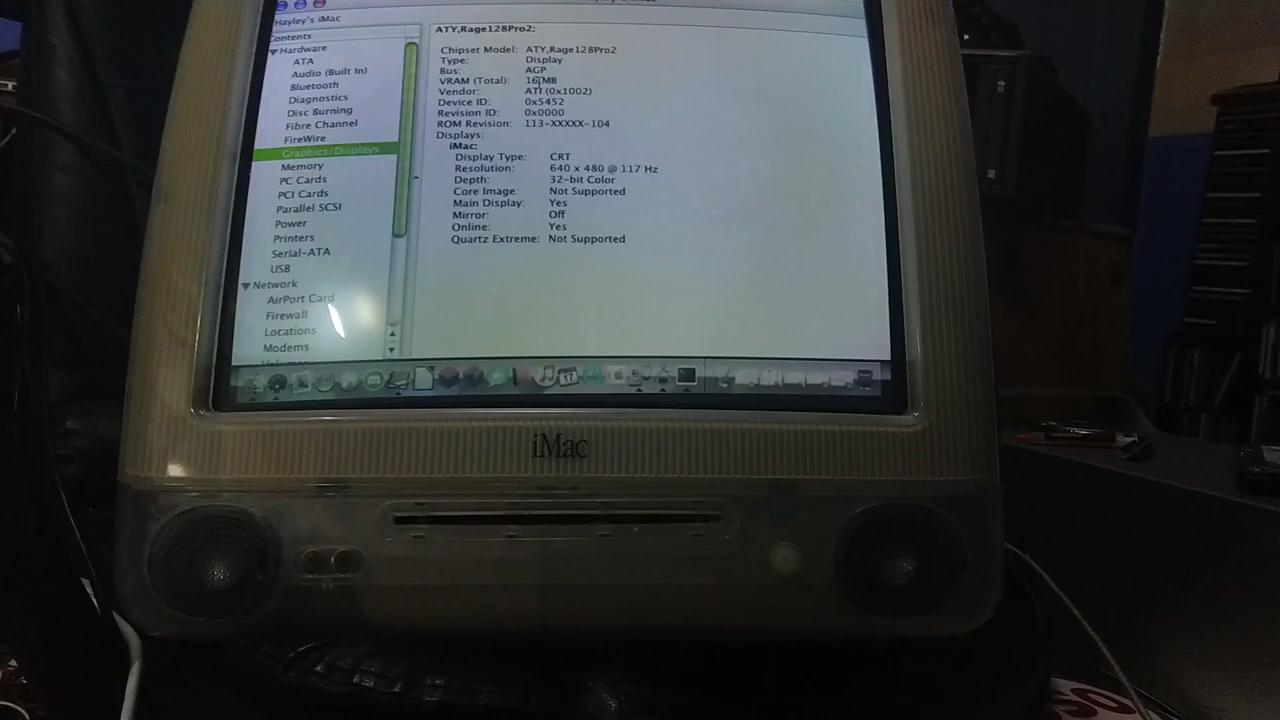 Hayley's iMac
Contents
Hardware
ATA
Audio (Built In)
Bluetooth
Diagnostics
Disc Burning
Fibre Channel
FireWire
Graphics/Displays
Memory
PC Cards
PCI Cards
Parallel SCSI
Power
Printers
Serial-ATA
USB
Network
AirPort Card
Firewall
Locations
Modems
ATY,Rage128Pro2:
Chipset Model: ATY,Rage128Pro2
Type: Display
Bus: AGP
VRAM (Total): 16 MB
Vendor: ATI (0x1002)
Device ID: 0x5452
Revision ID: 0x0000
ROM Revision: 113-XXXXX-104
Displays:
iMac:
Display Type: CRT
Resolution: 640 x 480 @ 117 Hz
Depth: 32-bit Color
Core Image: Not Supported
Main Display: Yes
Mirror: Off
Online: Yes
Quartz Extreme: Not Supported
17
iMac